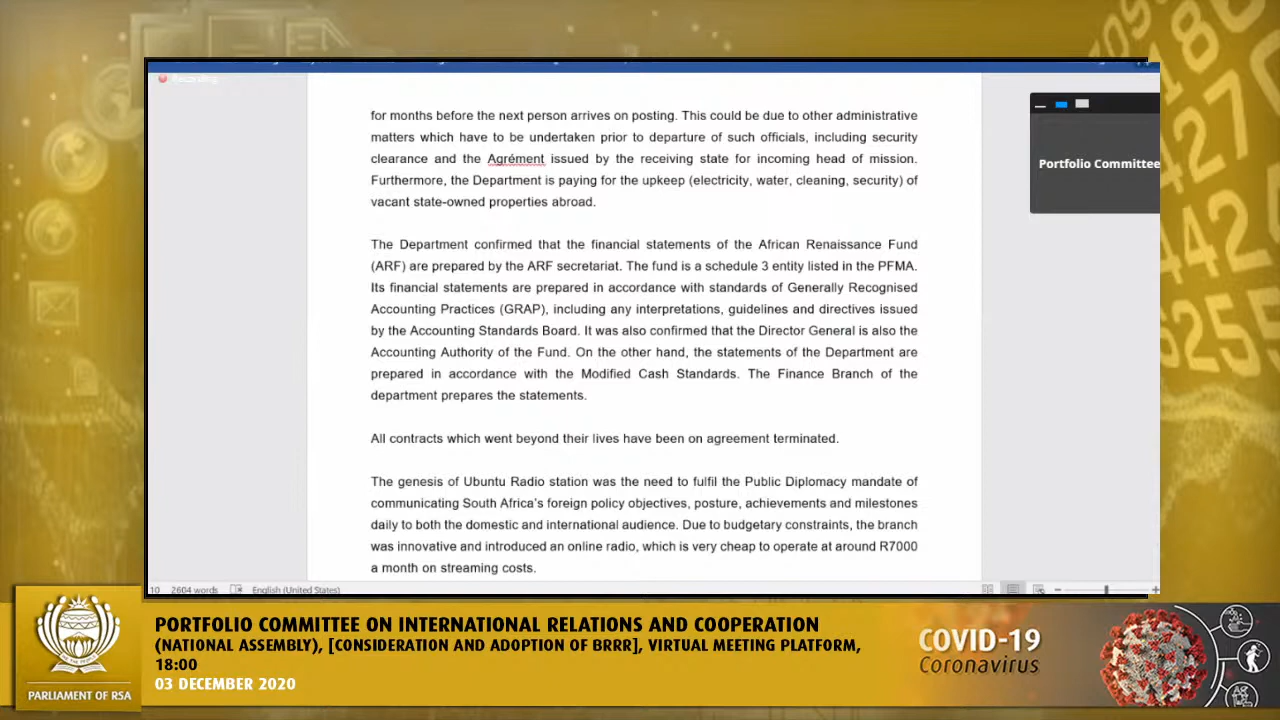 Recording
for months before the next person arrives on posting. This could be due to other administrative
matters which have to be undertaken prior to departure of such officials, including security
clearance and the Agrément issued by the receiving state for incoming head of mission.
Furthermore, the Department is paying for the upkeep (electricity, water, cleaning, security) of
vacant state-owned properties abroad.
The Department confirmed that the financial statements of the African Renaissance Fund
(ARF) are prepared by the ARF secretariat. The fund is a schedule 3 entity listed in the PFMA.
Its financial statements are prepared in accordance with standards of Generally Recognised
Accounting Practices (GRAP), including any interpretations, guidelines and directives issued
by the Accounting Standards Board. It was also confirmed that the Director General is also the
Accounting Authority of the Fund. On the other hand, the statements of the Department are
prepared in accordance with the Modified Cash Standards. The Finance Branch of the
department prepares the statements.
All contracts which went beyond their lives have been on agreement terminated.
The genesis of Ubuntu Radio station was the need to fulfil the Public Diplomacy mandate of
communicating South Africa's foreign policy objectives, posture, achievements and milestones
daily to both the domestic and international audience. Due to budgetary constraints, the branch
was innovative and introduced an online radio, which is very cheap to operate at around R7000
a month on streaming costs.
Portfolio Committee
10 2604 words English (United States)
PARLIAMENT OF RSA
PORTFOLIO COMMITTEE ON INTERNATIONAL RELATIONS AND COOPERATION
(NATIONAL ASSEMBLY), [CONSIDERATION AND ADOPTION OF BRRR], VIRTUAL MEETING PLATFORM,
18:00
03 DECEMBER 2020
COVID-19
Coronavirus